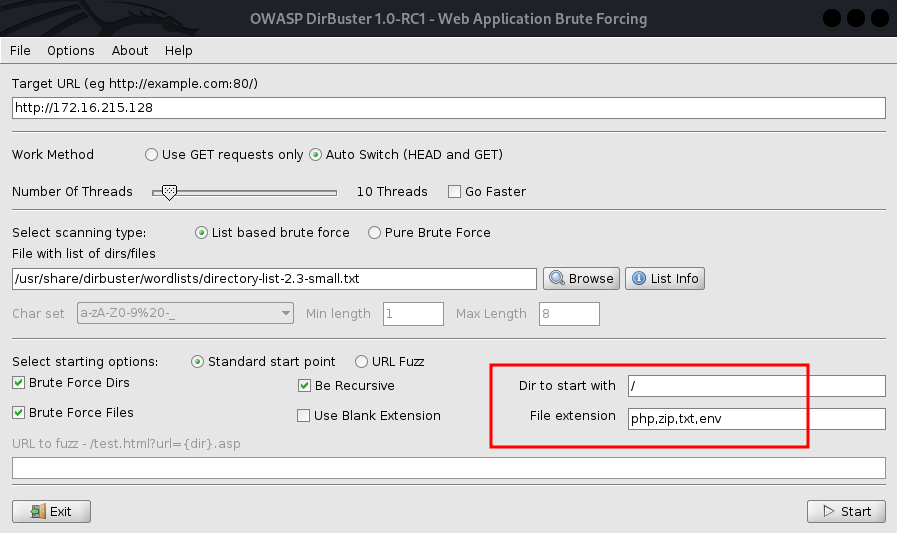 OWASP DirBuster 1.0-RC1 - Web Application Brute Forcing
File Options About Help
Target URL (eg http://example.com:80/)
http://172.16.215.128
Work Method Use GET requests only Auto Switch (HEAD and GET)
Number Of Threads 10 Threads Go Faster
Select scanning type: List based brute force Pure Brute Force
File with list of dirs/files
/usr/share/dirbuster/wordlists/directory-list-2.3-small.txt Browse List Info
Char set a-zA-Z0-9%20-_ Min length 1 Max Length 8
Select starting options: Standard start point URL Fuzz
Brute Force Dirs Be Recursive Dir to start with /
Brute Force Files Use Blank Extension File extension php,zip,txt,env
URL to fuzz - /test.html?url={dir}.asp
Exit Start